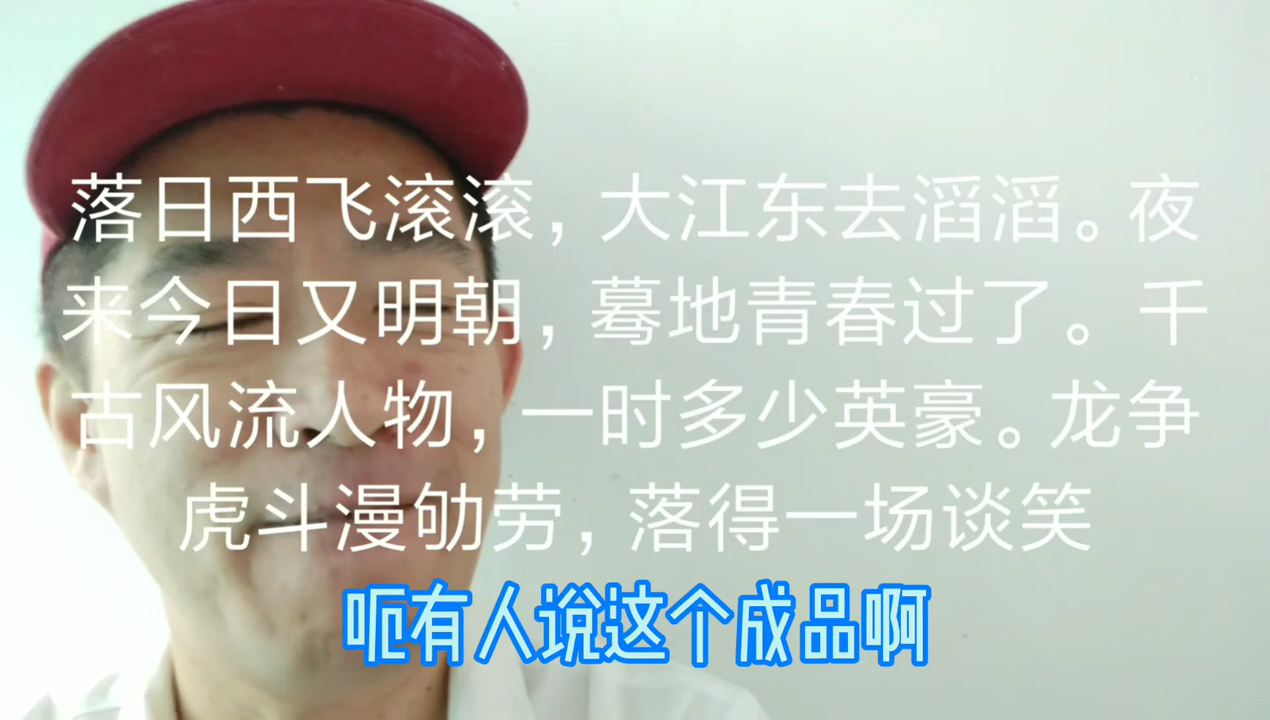 落日西飞滚滚，大江东去滔滔。夜
来今日又明朝，蓦地青春过了。千
古风流人物，一时多少英豪。龙争
虎斗漫劬劳，落得一场谈笑
呃有人说这个成品啊